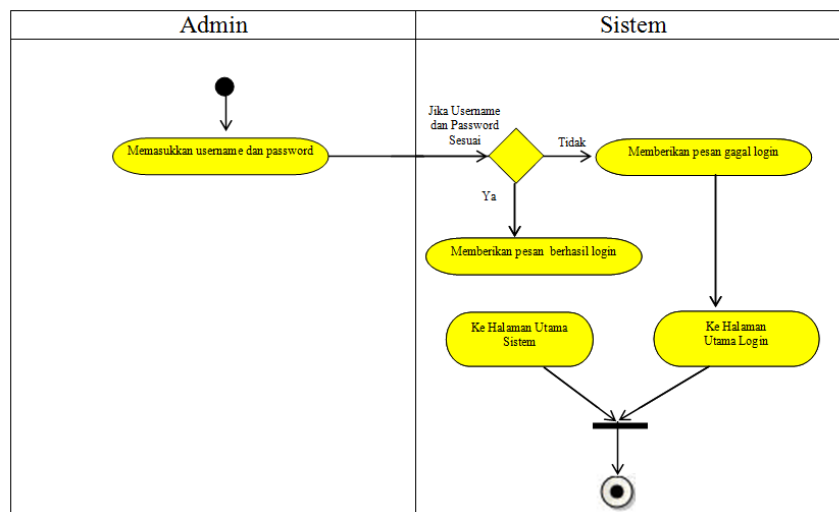 Admin
Sistem
Memasukkan username dan password
Jika Username
dan Password
Sesuai
Tidak
Memberikan pesan gagal login
Ya
Memberikan pesan berhasil login
Ke Halaman Utama
Sistem
Ke Halaman
Utama Login